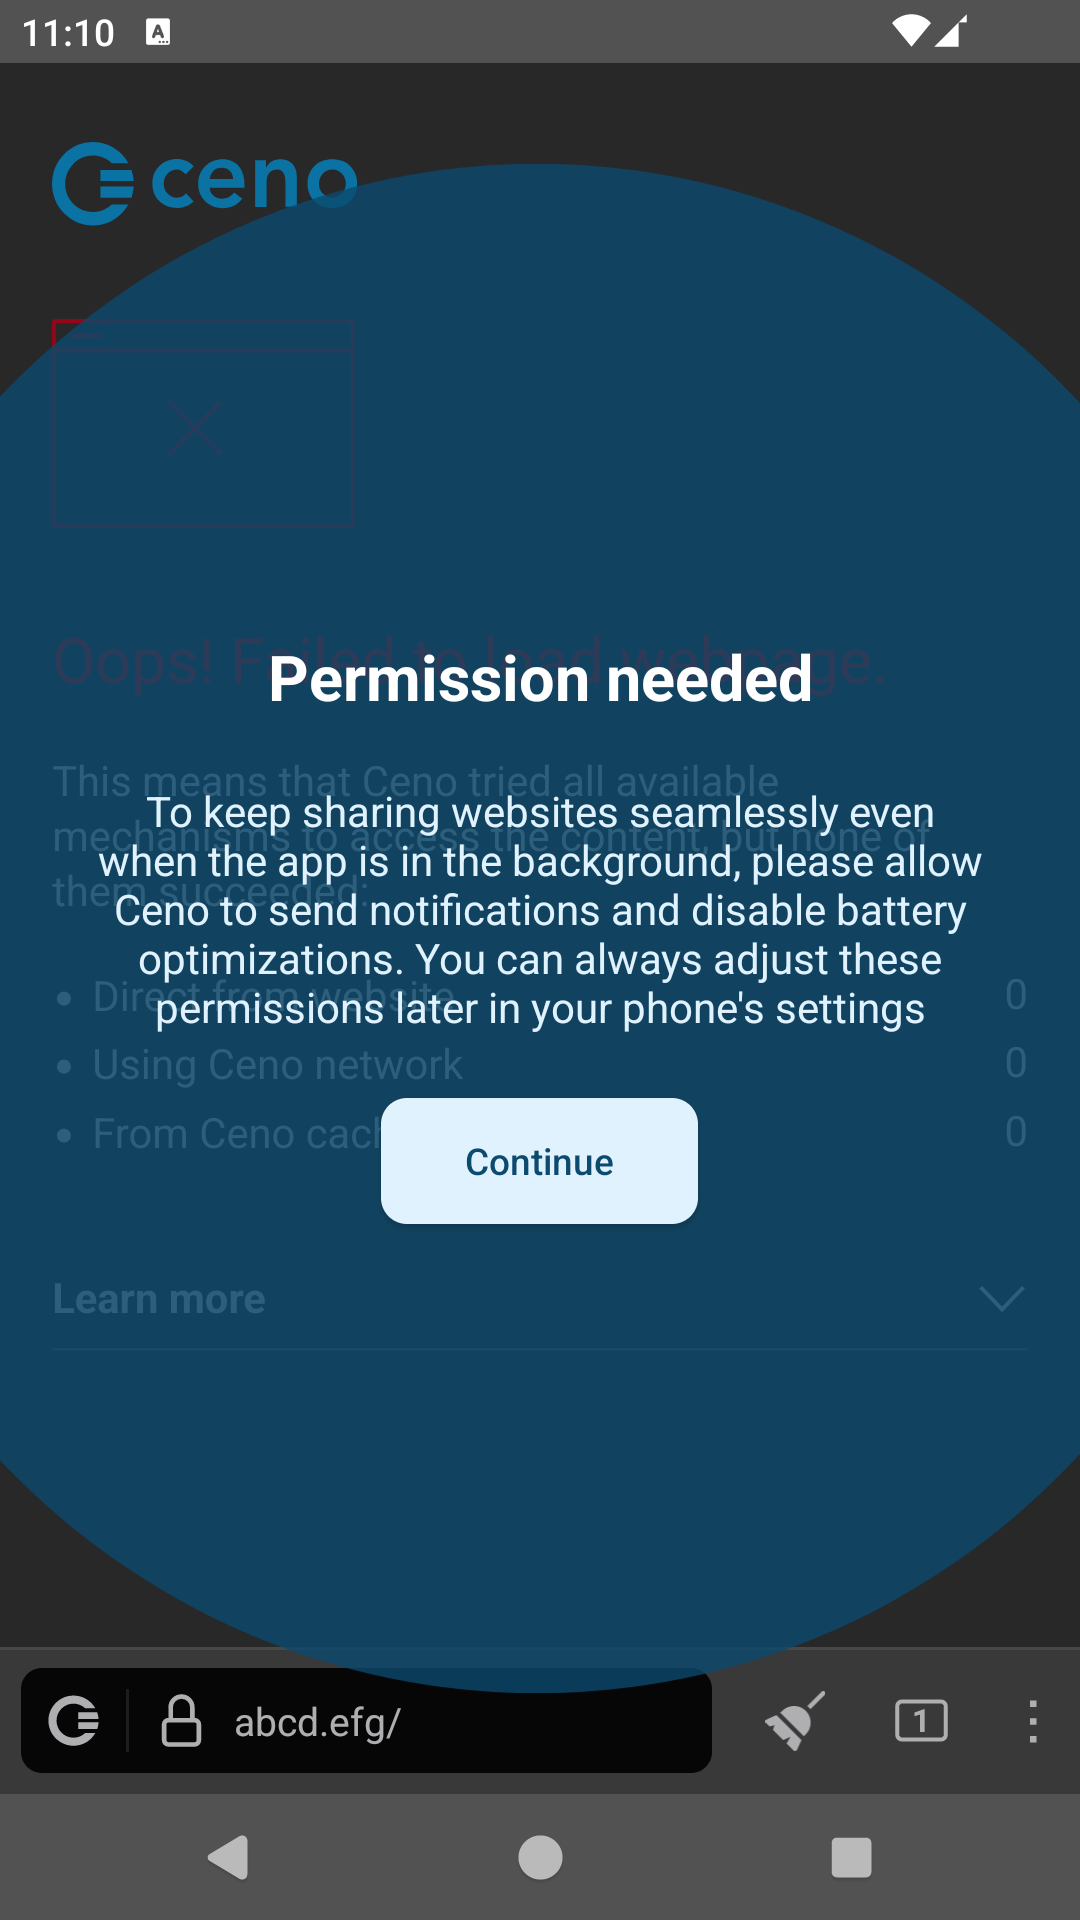 11:10
A
ceno
Oops! Failed to load webpage.
Permission needed
This means that Ceno tried all available
mechanisms to access the content, but none of
them succeeded:
To keep sharing websites seamlessly even
when the app is in the background, please allow
Ceno to send notifications and disable battery
optimizations. You can always adjust these
permissions later in your phone's settings
• Direct from website 0
• Using Ceno network 0
• From Ceno cach 0
Continue
Learn more
abcd.efg/
1